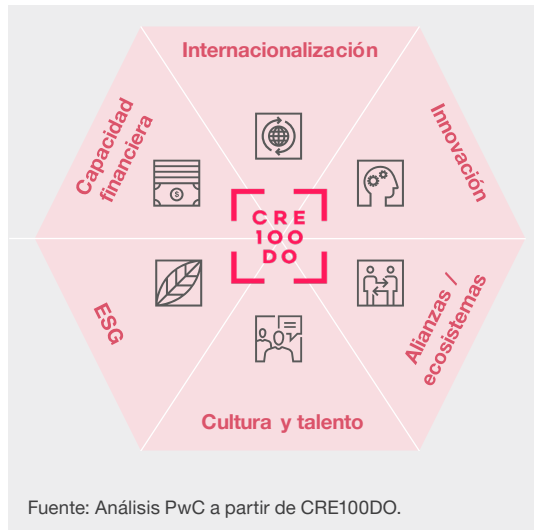 Internacionalización
Capacidad
financiera
Innovación
$
CRE
100
DO
ESG
Alianzas /
ecosistemas
Cultura y talento
Fuente: Análisis PwC a partir de CRE100DO.